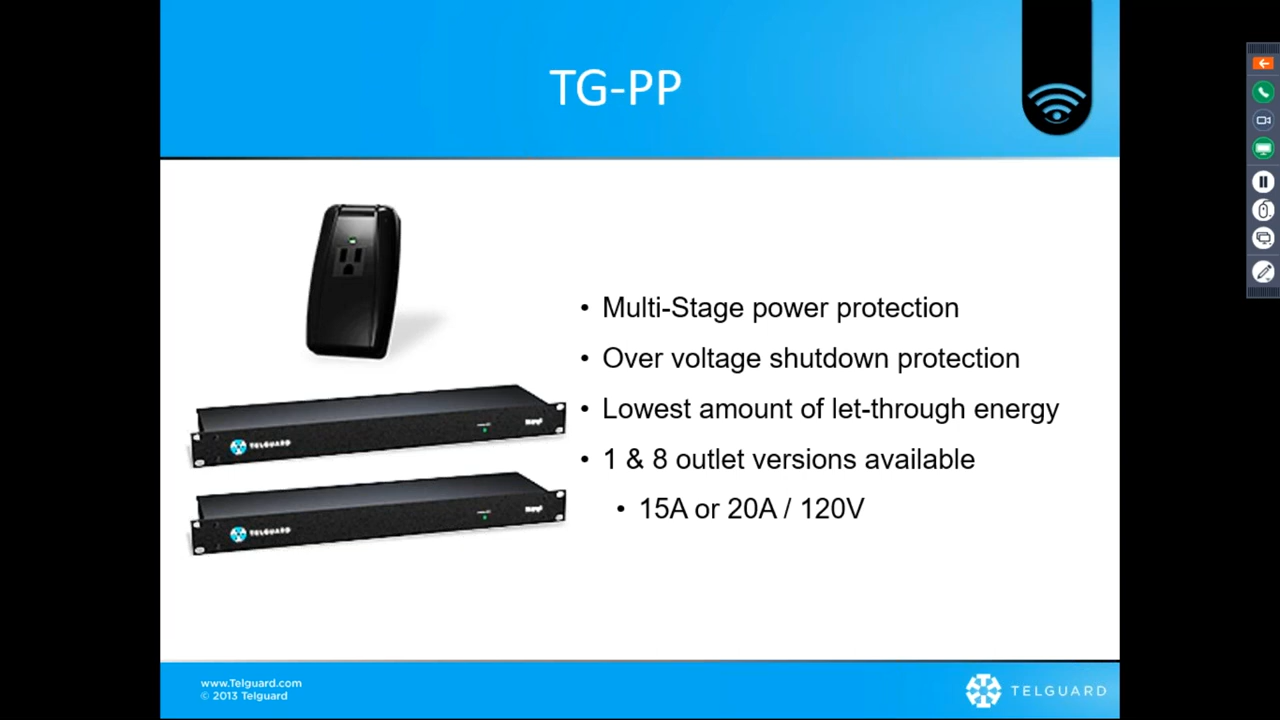 TG-PP
• Multi-Stage power protection
• Over voltage shutdown protection
• Lowest amount of let-through energy
• 1 & 8 outlet versions available
• 15A or 20A / 120V
TELGUARD
TELGUARD
www.Telguard.com
© 2013 Telguard
TELGUARD